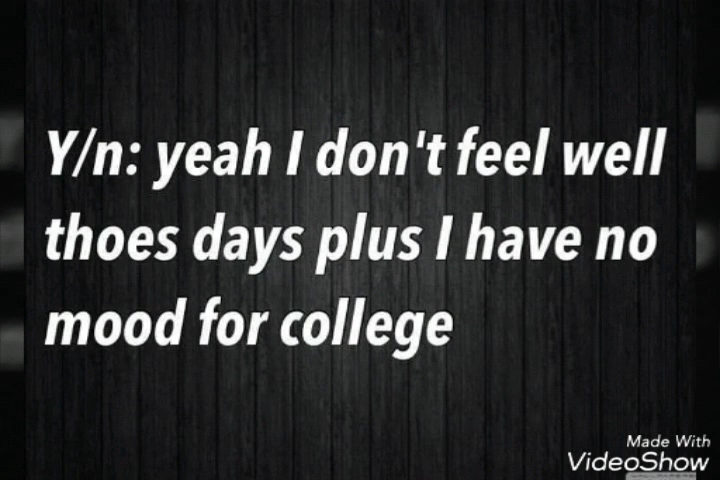 Y/n: yeah I don't feel well
thoes days plus I have no
mood for college
Made With
VideoShow